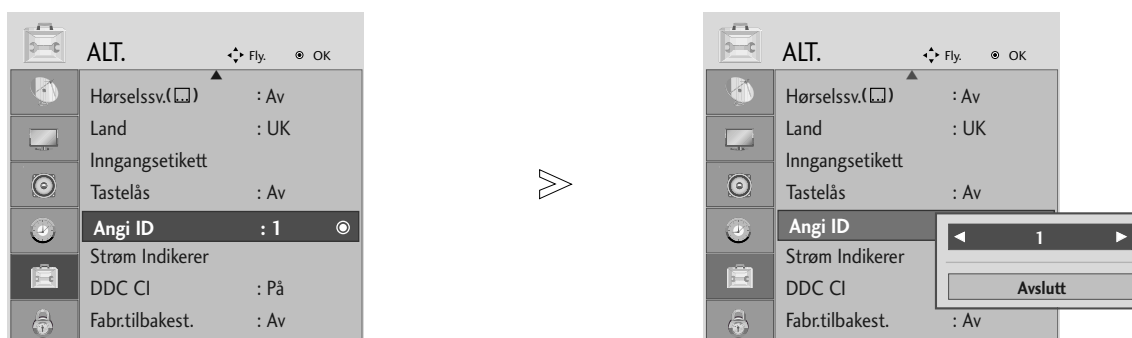 ALT. Fly. OK
Hørselssv.( ) : Av
Land : UK
Inngangsetikett
Tastelås : Av
Angi ID : 1
Strøm Indikerer
DDC CI : På
Fabr.tilbakest. : Av
ALT. Fly. OK
Hørselssv.( ) : Av
Land : UK
Inngangsetikett
Tastelås : Av
Angi ID
1
Strøm Indikerer
DDC CI
Avslutt
Fabr.tilbakest. : Av